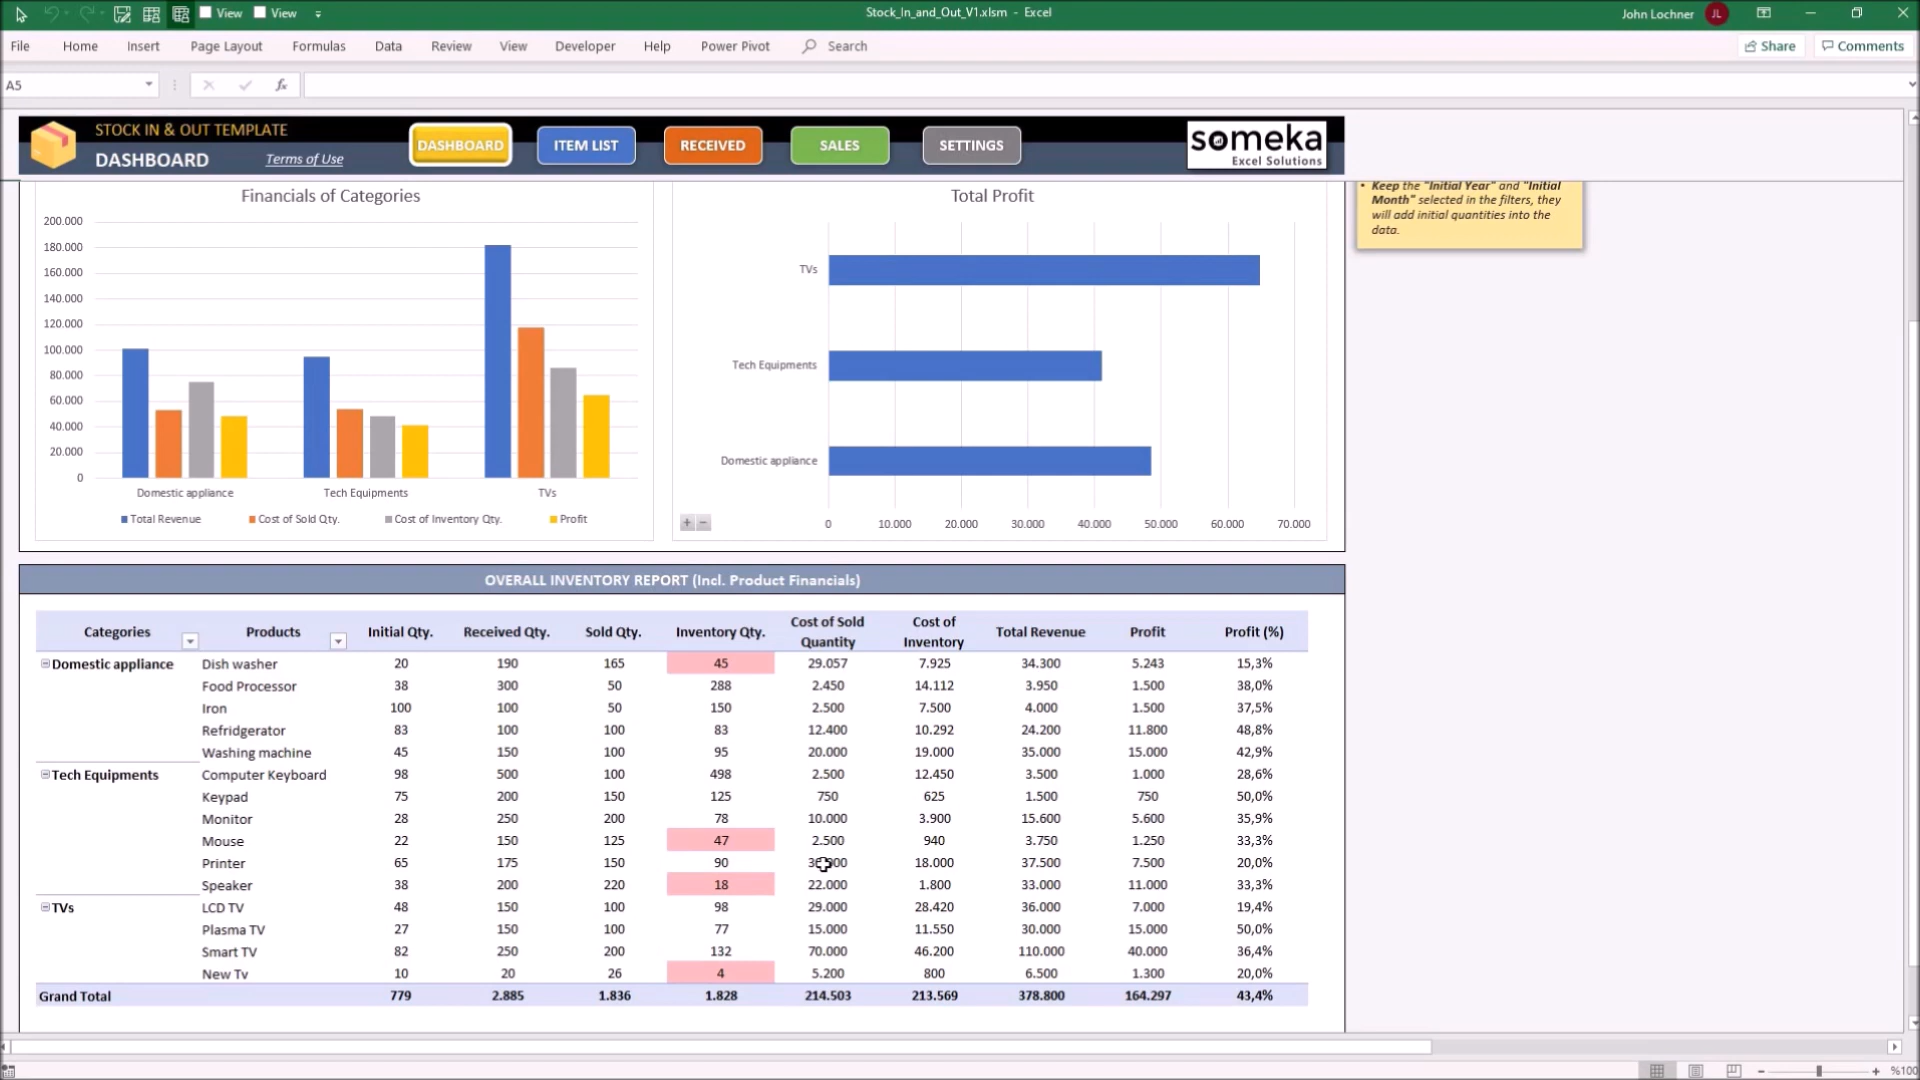 View View Stock_In_and_Out_V1.xlsm - Excel John Lochner JL
File Home Insert Page Layout Formulas Data Review View Developer Help Power Pivot Search Share Comments
A5 fx
STOCK IN & OUT TEMPLATE
DASHBOARD Terms of Use DASHBOARD ITEM LIST RECEIVED SALES SETTINGS someka
Excel Solutions
Financials of Categories
200.000
180.000
160.000
140.000
120.000
100.000
80.000
60.000
40.000
20.000
0
Domestic appliance Tech Equipments TVs
Total Revenue Cost of Sold Qty. Cost of Inventory Qty. Profit
Total Profit
TVs
Tech Equipments
Domestic appliance
+ −
0 10.000 20.000 30.000 40.000 50.000 60.000 70.000
• Keep the "Initial Year" and "Initial
Month" selected in the filters, they
will add initial quantities into the
data.
OVERALL INVENTORY REPORT (Incl. Product Financials)
Categories Products Initial Qty. Received Qty. Sold Qty. Inventory Qty. Cost of Sold Quantity Cost of Inventory Total Revenue Profit Profit (%)
Domestic appliance Dish washer 20 190 165 45 29.057 7.925 34.300 5.243 15,3%
Food Processor 38 300 50 288 2.450 14.112 3.950 1.500 38,0%
Iron 100 100 50 150 2.500 7.500 4.000 1.500 37,5%
Refridgerator 83 100 100 83 12.400 10.292 24.200 11.800 48,8%
Washing machine 45 150 100 95 20.000 19.000 35.000 15.000 42,9%
Tech Equipments Computer Keyboard 98 500 100 498 2.500 12.450 3.500 1.000 28,6%
Keypad 75 200 150 125 750 625 1.500 750 50,0%
Monitor 28 250 200 78 10.000 3.900 15.600 5.600 35,9%
Mouse 22 150 125 47 2.500 940 3.750 1.250 33,3%
Printer 65 175 150 90 18.000 37.500 7.500 20,0%
Speaker 38 200 220 18 22.000 1.800 33.000 11.000 33,3%
TVs LCD TV 48 150 100 98 29.000 28.420 36.000 7.000 19,4%
Plasma TV 27 150 100 77 15.000 11.550 30.000 15.000 50,0%
Smart TV 82 250 200 132 70.000 46.200 110.000 40.000 36,4%
New Tv 10 20 26 4 5.200 800 6.500 1.300 20,0%
Grand Total 779 2.885 1.836 1.828 214.503 213.569 378.800 164.297 43,4%
%100